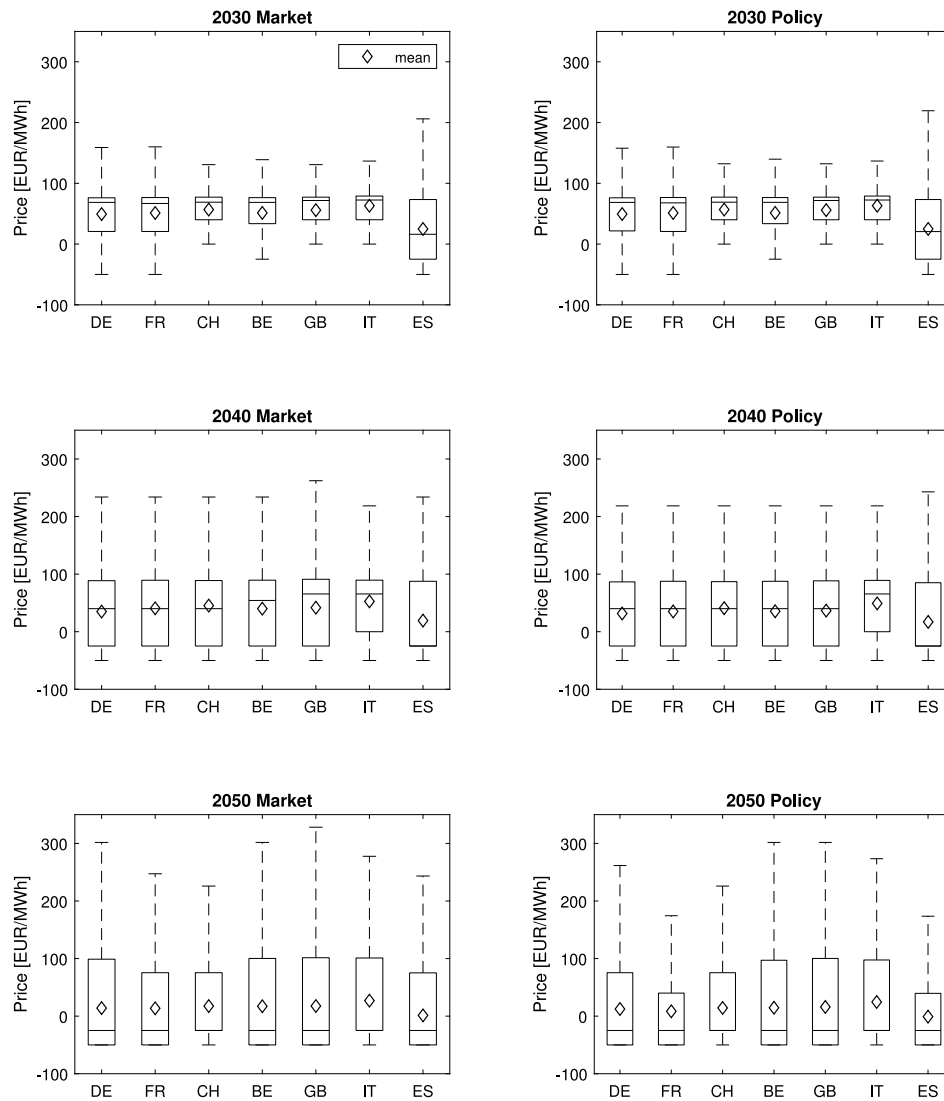 2030 Market
2030 Policy
mean
Price [EUR/MWh]
300
200
100
0
-100
DE FR CH BE GB IT ES
Price [EUR/MWh]
300
200
100
0
-100
DE FR CH BE GB IT ES
2040 Market
2040 Policy
Price [EUR/MWh]
300
200
100
0
-100
DE FR CH BE GB IT ES
Price [EUR/MWh]
300
200
100
0
-100
DE FR CH BE GB IT ES
2050 Market
2050 Policy
Price [EUR/MWh]
300
200
100
0
-100
DE FR CH BE GB IT ES
Price [EUR/MWh]
300
200
100
0
-100
DE FR CH BE GB IT ES